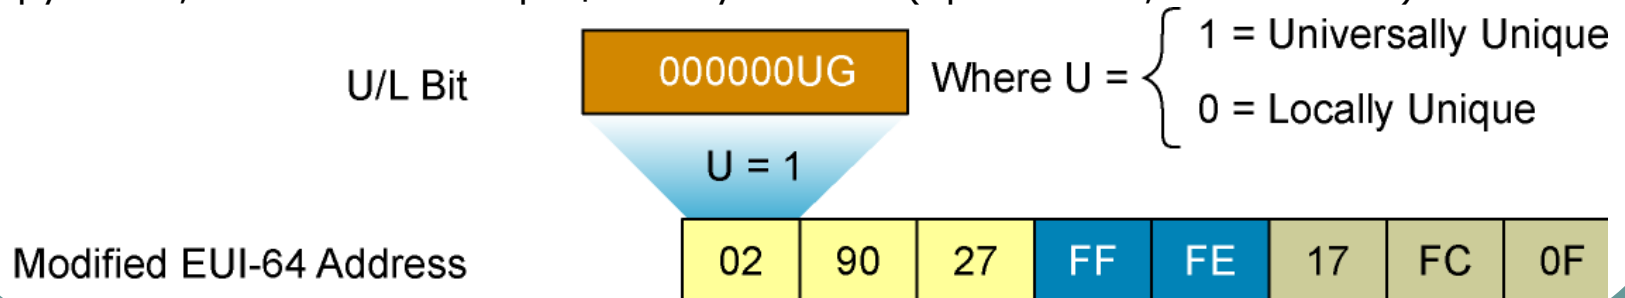 1 = Universally Unique
U/L Bit 000000UG Where U =
0 = Locally Unique
U = 1
Modified EUI-64 Address 02 90 27 FF FE 17 FC 0F